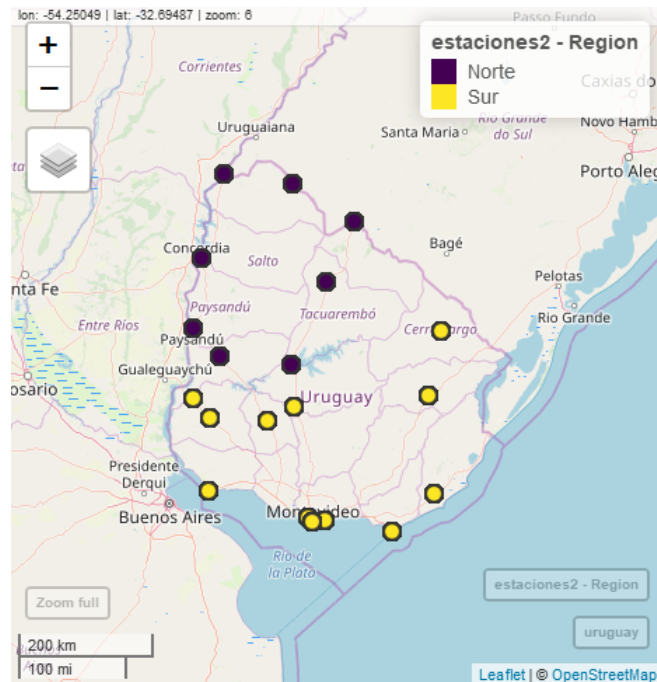 lon: -54.25049 | lat: -32.69487 | zoom: 6
Passo Fundo
+
−
estaciones2 - Region
Norte
Sur
Corrientes
Caxias do
Uruguaiana
Santa Maria
Rio Grande
do Sul
Novo Hamb
Porto Aleg
Concordia
Salto
Bagé
nta Fe
Pelotas
Entre Ríos
Paysandú
Tacuarembó
Rio Grande
Paysandú
Gualeguaychú
osario
Uruguay
Presidente
Derqui
Buenos Aires
Río de
la Plata
estaciones2 - Region
Zoom full
uruguay
200 km
100 mi
Leaflet | © OpenStreetMap